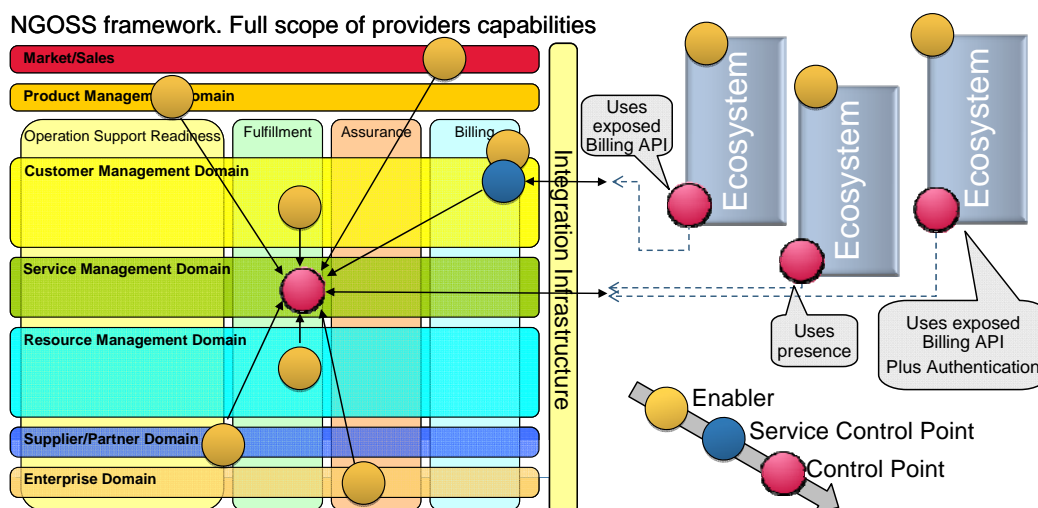 NGOSS framework. Full scope of providers capabilities
Market/Sales
Product Management Domain
Operation Support Readiness
Fulfillment
Assurance
Billing
Customer Management Domain
Service Management Domain
Resource Management Domain
Supplier/Partner Domain
Enterprise Domain
Integration Infrastructure
Uses
exposed
Billing API
Ecosystem
Ecosystem
Ecosystem
Uses
presence
Uses exposed
Billing API
Plus Authentication
Enabler
Service Control Point
Control Point